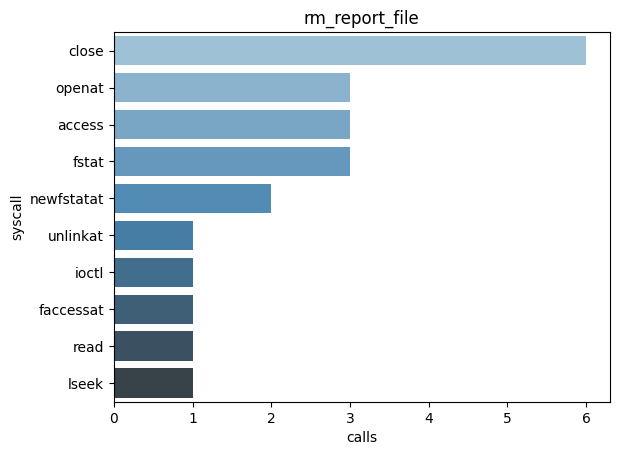 rm_report_file
syscall
close
openat
access
fstat
newfstatat
unlinkat
ioctl
faccessat
read
lseek
0 1 2 3 4 5 6
calls